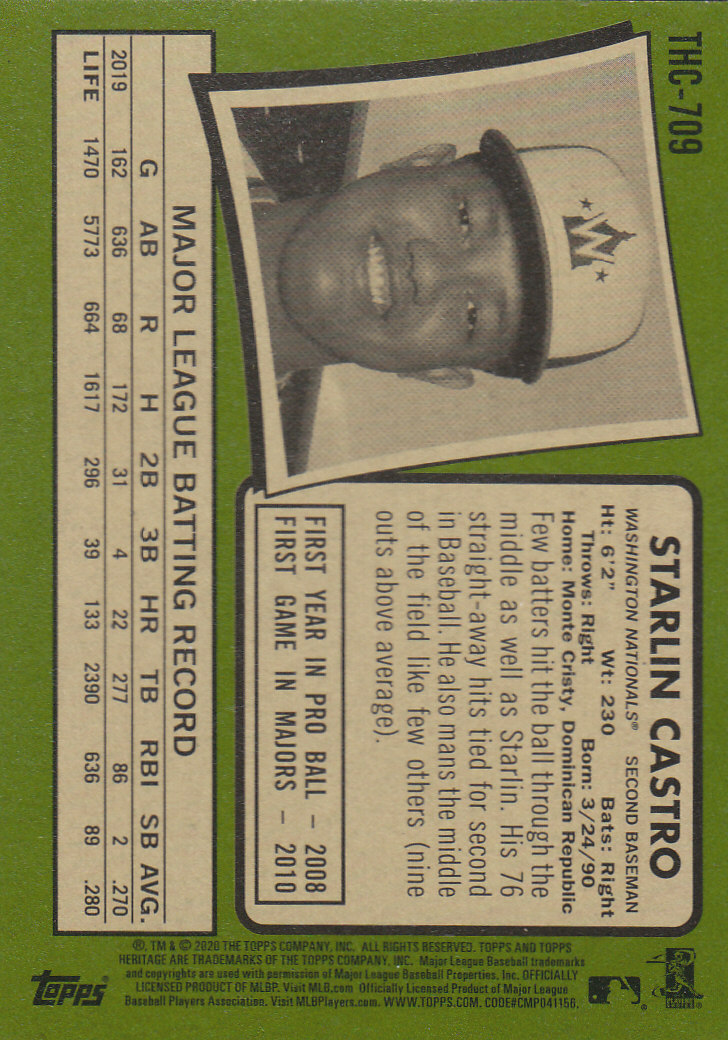 THC-709
W
STARLIN CASTRO
WASHINGTON NATIONALS® SECOND BASEMAN
Ht: 6'2" Wt: 230 Bats: Right
Throws: Right Born: 3/24/90
Home: Monte Cristy, Dominican Republic
Few batters hit the ball through the
middle as well as Starlin. His 76
straight-away hits tied for second
in Baseball. He also mans the middle
of the field like few others (nine
outs above average).
FIRST YEAR IN PRO BALL – 2008
FIRST GAME IN MAJORS – 2010
MAJOR LEAGUE BATTING RECORD
G AB R H 2B 3B HR TB RBI SB AVG.
2019 162 636 68 172 31 4 22 277 86 2 .270
LIFE 1470 5773 664 1617 296 39 133 2390 636 89 .280
®, TM & © 2020 THE TOPPS COMPANY, INC. ALL RIGHTS RESERVED. TOPPS AND TOPPS
HERITAGE ARE TRADEMARKS OF THE TOPPS COMPANY, INC. Major League Baseball trademarks
and copyrights are used with permission of Major League Baseball Properties, Inc. OFFICIALLY
LICENSED PRODUCT OF MLBP. Visit MLB.com Officially Licensed Product of Major League
Baseball Players Association. Visit MLBPlayers.com. WWW.TOPPS.COM. CODE#CMP041156.
Topps®